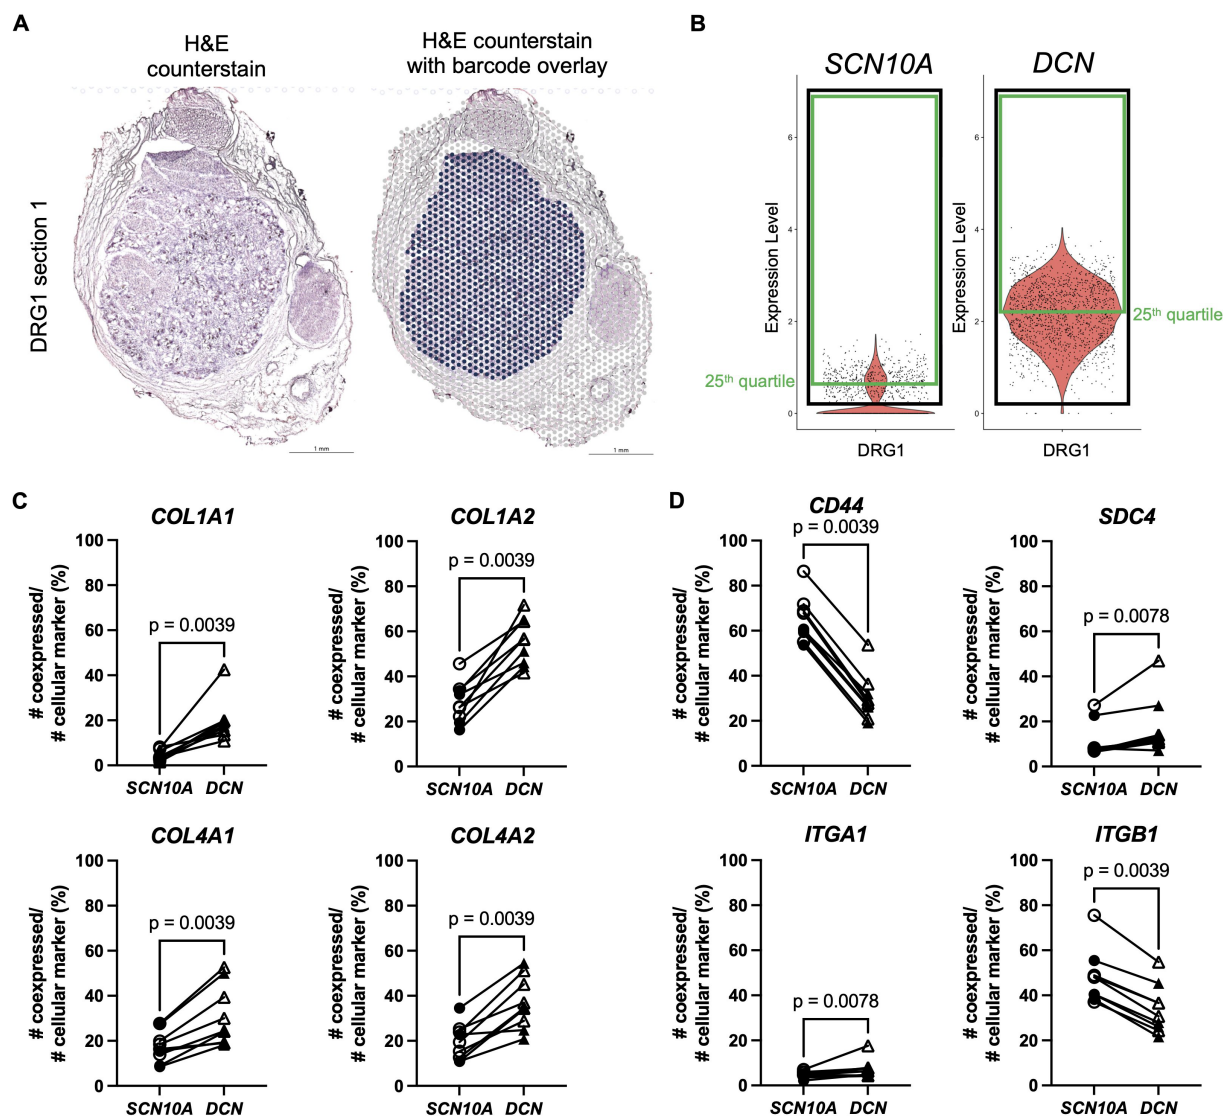 A
H&E
counterstain
H&E counterstain
with barcode overlay
DRG1 section 1
1 mm
1 mm
B
SCN10A
DCN
Expression Level
6
4
2
0
25th quartile
DRG1
Expression Level
6
4
2
0
25th quartile
DRG1
C
COL1A1
# coexpressed/
# cellular marker (%)
100
80
60
40
20
0
p = 0.0039
SCN10A DCN
COL1A2
# coexpressed/
# cellular marker (%)
100
80
60
40
20
0
p = 0.0039
SCN10A DCN
COL4A1
# coexpressed/
# cellular marker (%)
100
80
60
40
20
0
p = 0.0039
SCN10A DCN
COL4A2
# coexpressed/
# cellular marker (%)
100
80
60
40
20
0
p = 0.0039
SCN10A DCN
D
CD44
# coexpressed/
# cellular marker (%)
100
80
60
40
20
0
p = 0.0039
SCN10A DCN
SDC4
# coexpressed/
# cellular marker (%)
100
80
60
40
20
0
p = 0.0078
SCN10A DCN
ITGA1
# coexpressed/
# cellular marker (%)
100
80
60
40
20
0
p = 0.0078
SCN10A DCN
ITGB1
# coexpressed/
# cellular marker (%)
100
80
60
40
20
0
p = 0.0039
SCN10A DCN